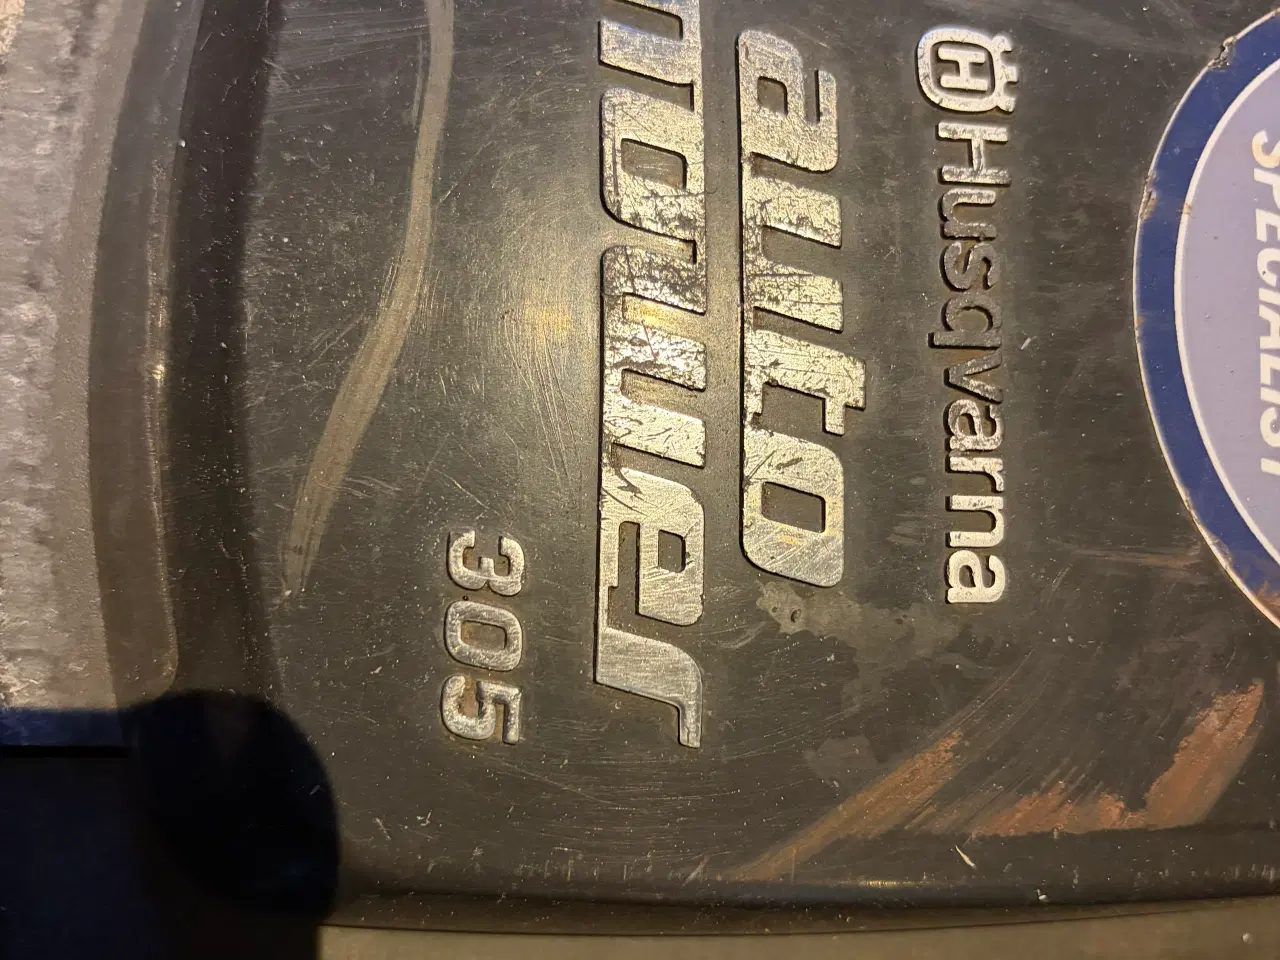 SPECIALIST
Husqvarna
auto
mower
305